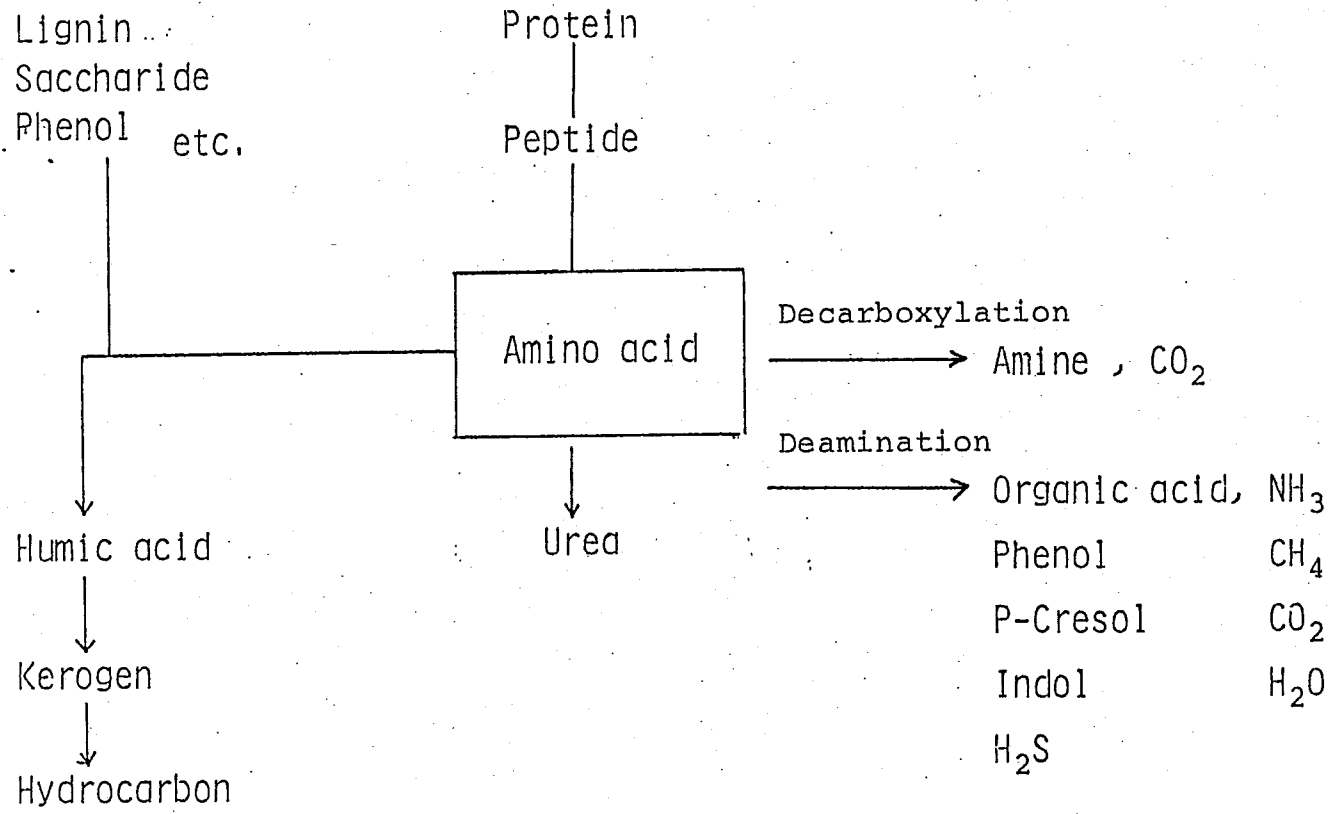 Lignin
Saccharide
Phenol etc.
Protein
Peptide
Amino acid
Decarboxylation
Amine , CO₂
Deamination
Organic acid, NH₃
Phenol CH₄
P-Cresol CO₂
Indol H₂O
H₂S
Urea
Humic acid
Kerogen
Hydrocarbon